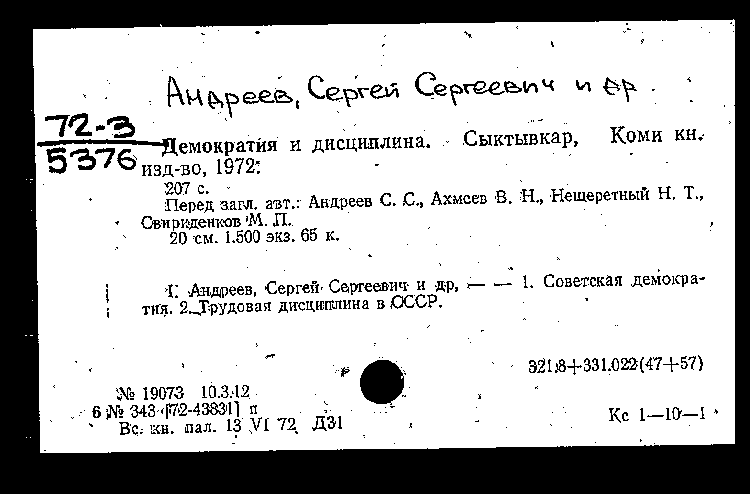 Андреев, Сергей Сергеевич и др.
72-3
5376
Демократия и дисциплина. Сыктывкар, Коми кн.
изд-во, 1972.
207 с.
Перед загл. авт.: Андреев С. С., Ахмеев В. Н., Нещеретный Н. Т.,
Свириденков М. П.
20 см. 1.500 экз. 65 к.
1. Андреев, Сергей Сергеевич и др, — — 1. Советская демокра-
тия. 2. Трудовая дисциплина в СССР.
321.8+331.022(47+57)
№ 19073 10.3.12
6 № 343 [72-43831] п
Вс. кн. пал. 13 VI 72 Д31
Кс 1—10—1